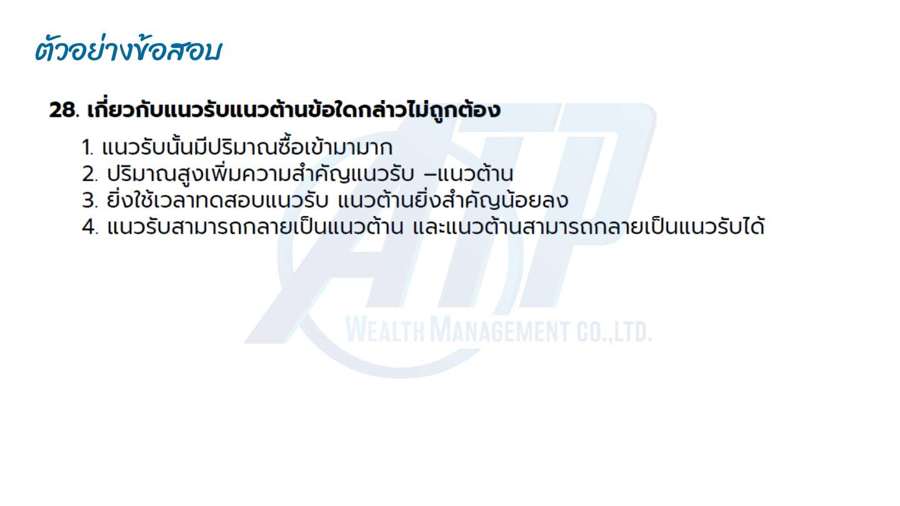 ตัวอย่างข้อสอบ
28. เกี่ยวกับแนวรับแนวต้านข้อใดกล่าวไม่ถูกต้อง
1. แนวรับนั้นมีปริมาณซื้อเข้ามามาก
2. ปริมาณสูงเพิ่มความสำคัญแนวรับ –แนวต้าน
3. ยิ่งใช้เวลาทดสอบแนวรับ แนวต้านยิ่งสำคัญน้อยลง
4. แนวรับสามารถกลายเป็นแนวต้าน และแนวต้านสามารถกลายเป็นแนวรับได้
ATP
WEALTH MANAGEMENT CO.,LTD.